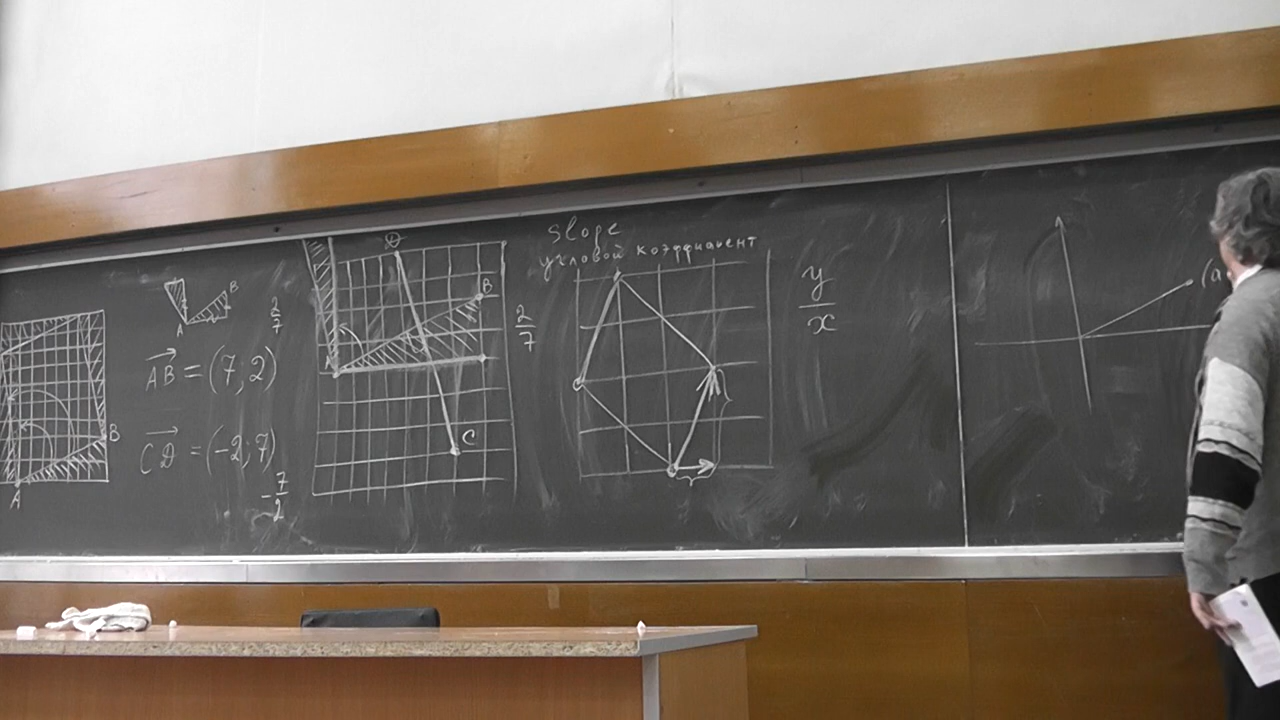 B
A
B
A
2/7
AB = (7; 2)
CD = (-2; 7)
-7/2
D
B
C
2/7
slope
угловой коэффициент
y/x
(a